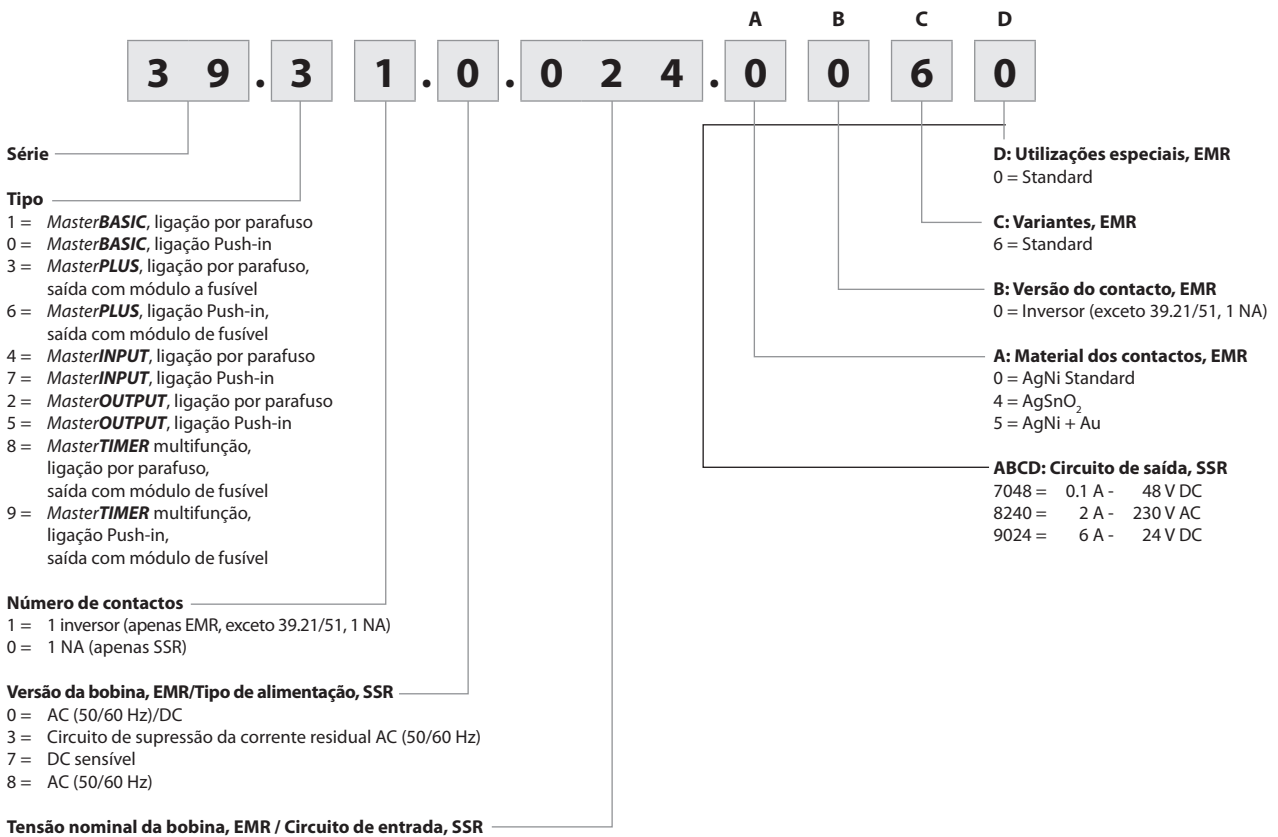 A B C D
3 9 . 3 1 . 0 . 0 2 4 . 0 0 6 0
Série
Tipo
1 = MasterBASIC, ligação por parafuso
0 = MasterBASIC, ligação Push-in
3 = MasterPLUS, ligação por parafuso,
saída com módulo a fusível
6 = MasterPLUS, ligação Push-in,
saída com módulo de fusível
4 = MasterINPUT, ligação por parafuso
7 = MasterINPUT, ligação Push-in
2 = MasterOUTPUT, ligação por parafuso
5 = MasterOUTPUT, ligação Push-in
8 = MasterTIMER multifunção,
ligação por parafuso,
saída com módulo de fusível
9 = MasterTIMER multifunção,
ligação Push-in,
saída com módulo de fusível
Número de contactos
1 = 1 inversor (apenas EMR, exceto 39.21/51, 1 NA)
0 = 1 NA (apenas SSR)
Versão da bobina, EMR/Tipo de alimentação, SSR
0 = AC (50/60 Hz)/DC
3 = Circuito de supressão da corrente residual AC (50/60 Hz)
7 = DC sensível
8 = AC (50/60 Hz)
Tensão nominal da bobina, EMR / Circuito de entrada, SSR
D: Utilizações especiais, EMR
0 = Standard
C: Variantes, EMR
6 = Standard
B: Versão do contacto, EMR
0 = Inversor (exceto 39.21/51, 1 NA)
A: Material dos contactos, EMR
0 = AgNi Standard
4 = AgSnO₂
5 = AgNi + Au
ABCD: Circuito de saída, SSR
7048 = 0.1 A - 48 V DC
8240 = 2 A - 230 V AC
9024 = 6 A - 24 V DC